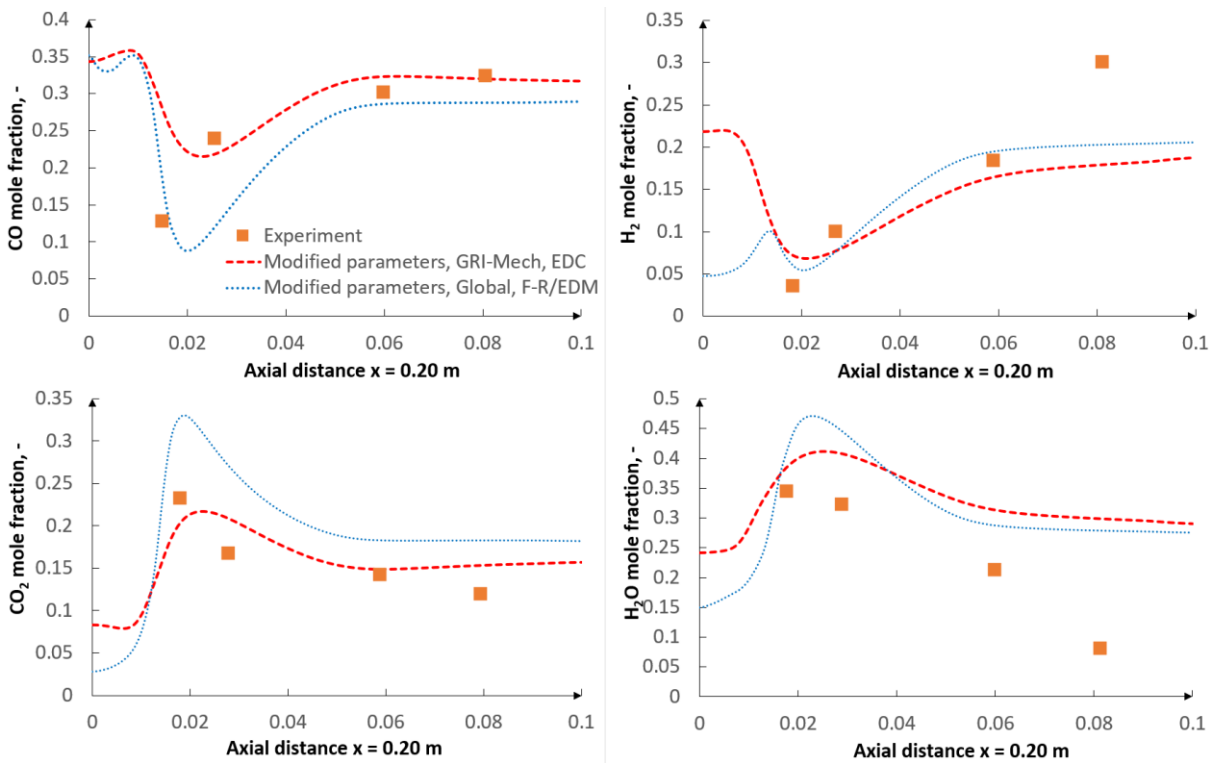 CO mole fraction, -
0.4
0.35
0.3
0.25
0.2
0.15
0.1
0.05
0
Experiment
Modified parameters, GRI-Mech, EDC
Modified parameters, Global, F-R/EDM
0 0.02 0.04 0.06 0.08 0.1
Axial distance x = 0.20 m
H2 mole fraction, -
0.35
0.3
0.25
0.2
0.15
0.1
0.05
0
0 0.02 0.04 0.06 0.08 0.1
Axial distance x = 0.20 m
CO2 mole fraction, -
0.35
0.3
0.25
0.2
0.15
0.1
0.05
0
0 0.02 0.04 0.06 0.08 0.1
Axial distance x = 0.20 m
H2O mole fraction, -
0.5
0.45
0.4
0.35
0.3
0.25
0.2
0.15
0.1
0.05
0
0 0.02 0.04 0.06 0.08 0.1
Axial distance x = 0.20 m